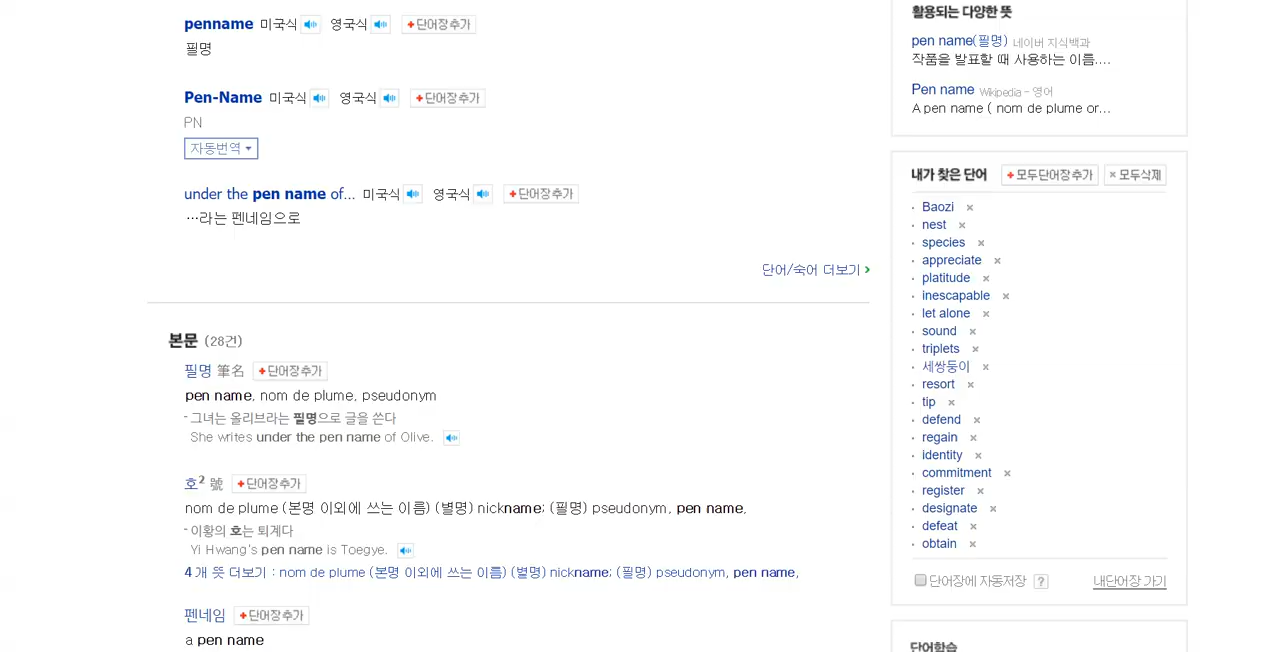 penname 미국식 영국식 +단어장추가
필명
Pen-Name 미국식 영국식 +단어장추가
PN
자동번역
under the pen name of... 미국식 영국식 +단어장추가
…라는 펜네임으로
단어/숙어 더보기
본문 (28건)
필명 筆名 +단어장추가
pen name, nom de plume, pseudonym
- 그녀는 올리브라는 필명으로 글을 쓴다
She writes under the pen name of Olive.
호2 號 +단어장추가
nom de plume (본명 이외에 쓰는 이름) (별명) nickname; (필명) pseudonym, pen name,
- 이황의 호는 퇴계다
Yi Hwang's pen name is Toegye.
4개 뜻 더보기 : nom de plume (본명 이외에 쓰는 이름) (별명) nickname; (필명) pseudonym, pen name,
펜네임 +단어장추가
a pen name
활용되는 다양한 뜻
pen name(필명) 네이버 지식백과
작품을 발표할 때 사용하는 이름....
Pen name Wikipedia - 영어
A pen name ( nom de plume or...
내가 찾은 단어 +모두단어장추가 × 모두삭제
· Baozi ×
· nest ×
· species ×
· appreciate ×
· platitude ×
· inescapable ×
· let alone ×
· sound ×
· triplets ×
· 세쌍둥이 ×
· resort ×
· tip ×
· defend ×
· regain ×
· identity ×
· commitment ×
· register ×
· designate ×
· defeat ×
· obtain ×
단어장에 자동저장 ? 내단어장 가기
단어학습